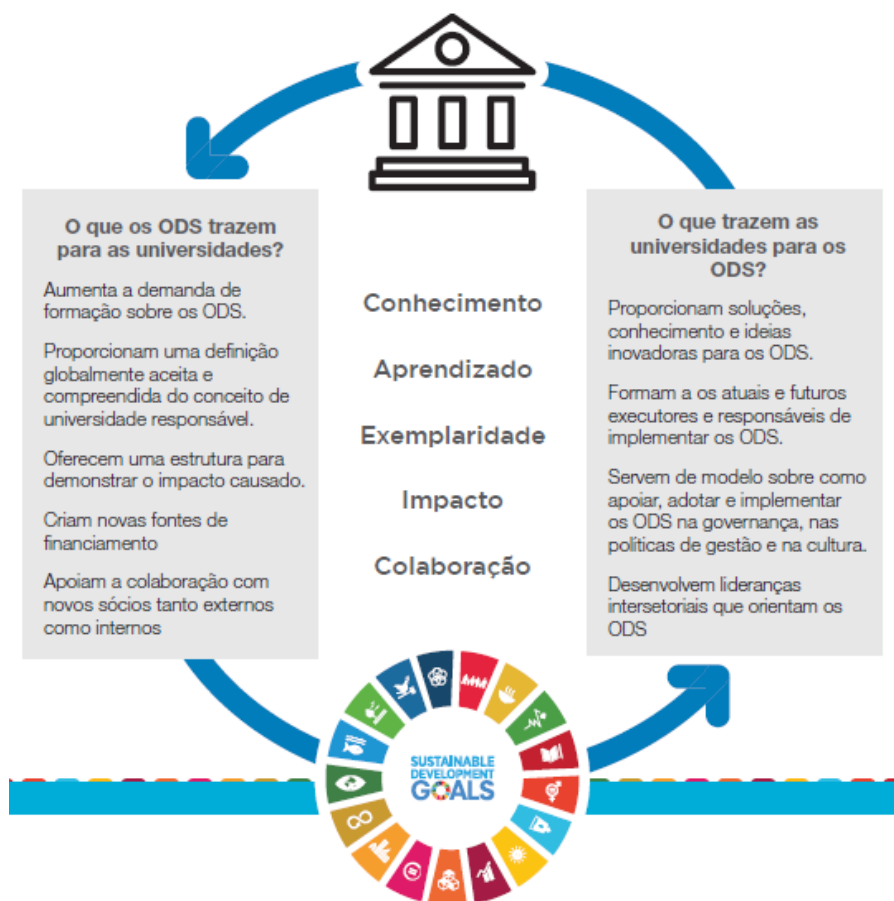 O que os ODS trazem
para as universidades?
Aumenta a demanda de
formação sobre os ODS.
Proporcionam uma definição
globalmente aceita e
compreendida do conceito de
universidade responsável.
Oferecem uma estrutura para
demonstrar o impacto causado.
Criam novas fontes de
financiamento
Apoiam a colaboração com
novos sócios tanto externos
como internos
Conhecimento
Aprendizado
Exemplaridade
Impacto
Colaboração
O que trazem as
universidades para os
ODS?
Proporcionam soluções,
conhecimento e ideias
inovadoras para os ODS.
Formam a os atuais e futuros
executores e responsáveis de
implementar os ODS.
Servem de modelo sobre como
apoiar, adotar e implementar
os ODS na governança, nas
políticas de gestão e na cultura.
Desenvolvem lideranças
intersetoriais que orientam os
ODS
SUSTAINABLE
DEVELOPMENT
GOALS